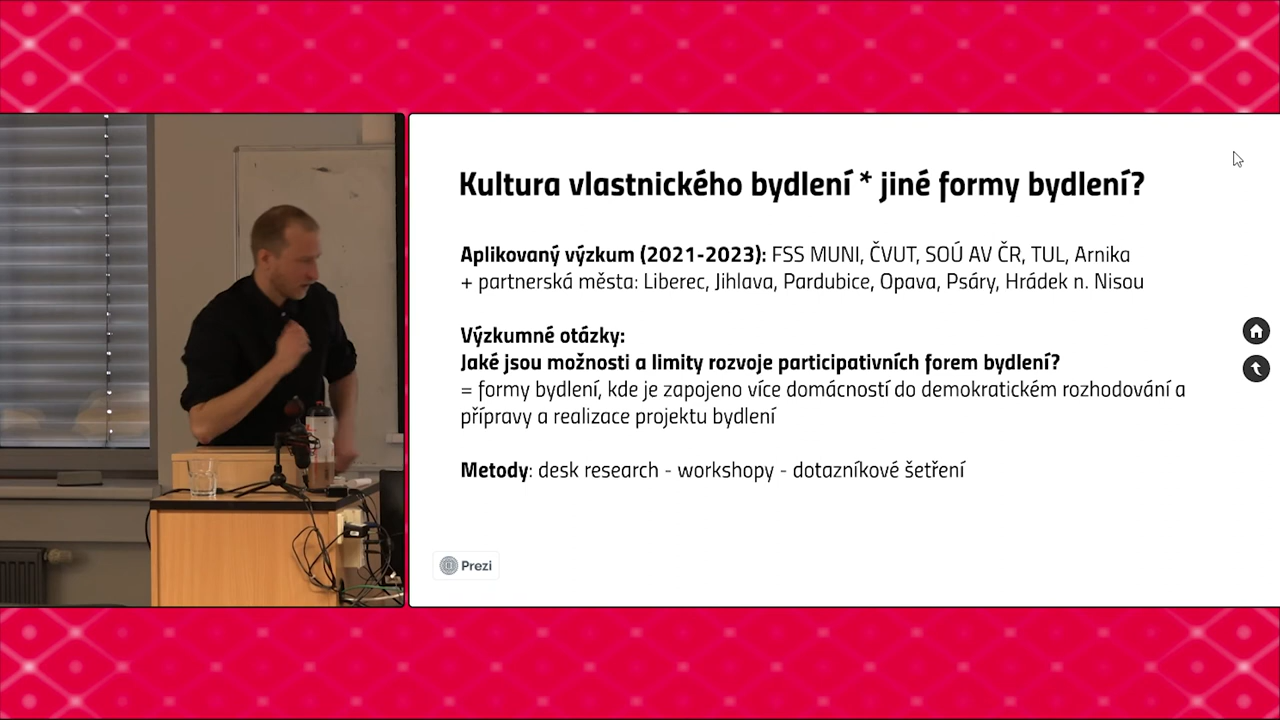 Kultura vlastnického bydlení * jiné formy bydlení?
Aplikovaný výzkum (2021-2023): FSS MUNI, ČVUT, SOÚ AV ČR, TUL, Arnika
+ partnerská města: Liberec, Jihlava, Pardubice, Opava, Psáry, Hrádek n. Nisou
Výzkumné otázky:
Jaké jsou možnosti a limity rozvoje participativních forem bydlení?
= formy bydlení, kde je zapojeno více domácností do demokratickém rozhodování a
přípravy a realizace projektu bydlení
Metody: desk research - workshopy - dotazníkové šetření
Prezi